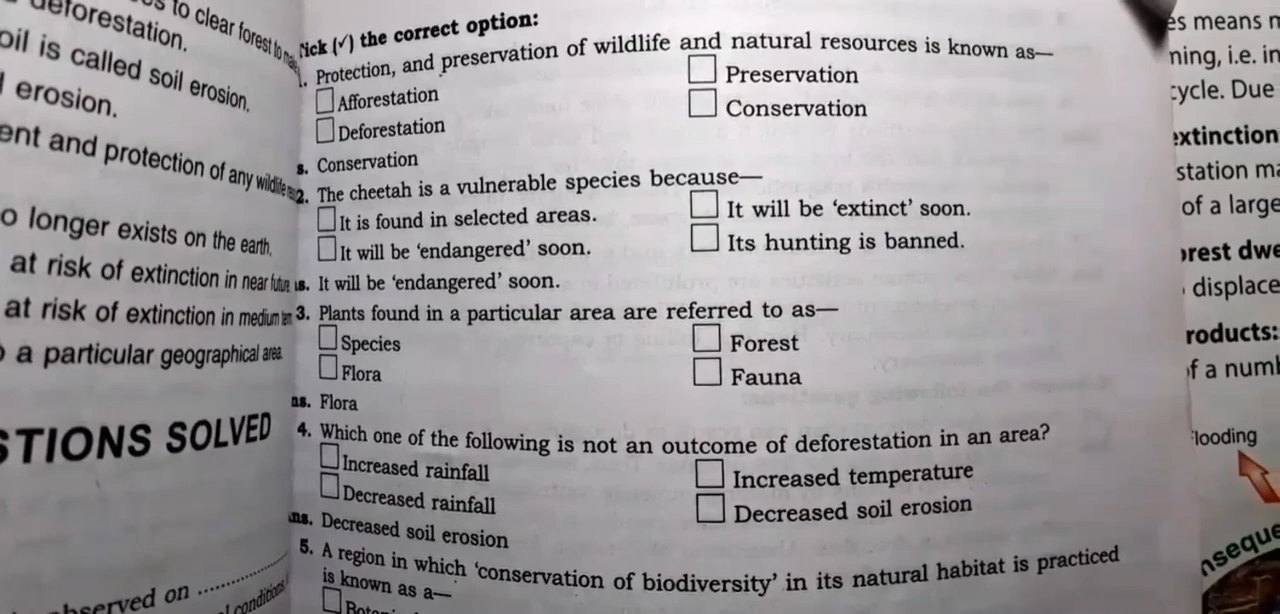 to clear forest to
deforestation.
oil is called soil erosion.
erosion.
ent and protection of any wildlife
o longer exists on the earth.
at risk of extinction in near future
at risk of extinction in medium
a particular geographical area.
STIONS SOLVED
bserved on ..............
conditions
Tick (✓) the correct option:
1. Protection, and preservation of wildlife and natural resources is known as—
☐ Afforestation ☐ Preservation
☐ Deforestation ☐ Conservation
s. Conservation
2. The cheetah is a vulnerable species because—
☐ It is found in selected areas. ☐ It will be 'extinct' soon.
☐ It will be 'endangered' soon. ☐ Its hunting is banned.
ns. It will be 'endangered' soon.
3. Plants found in a particular area are referred to as—
☐ Species ☐ Forest
☐ Flora ☐ Fauna
ns. Flora
4. Which one of the following is not an outcome of deforestation in an area?
☐ Increased rainfall ☐ Increased temperature
☐ Decreased rainfall ☐ Decreased soil erosion
ns. Decreased soil erosion
5. A region in which 'conservation of biodiversity' in its natural habitat is practiced
is known as a—
es means
ning, i.e. in
cycle. Due
extinction
station
of a large
rest dwe
displace
roducts:
f a numb
looding
nseque